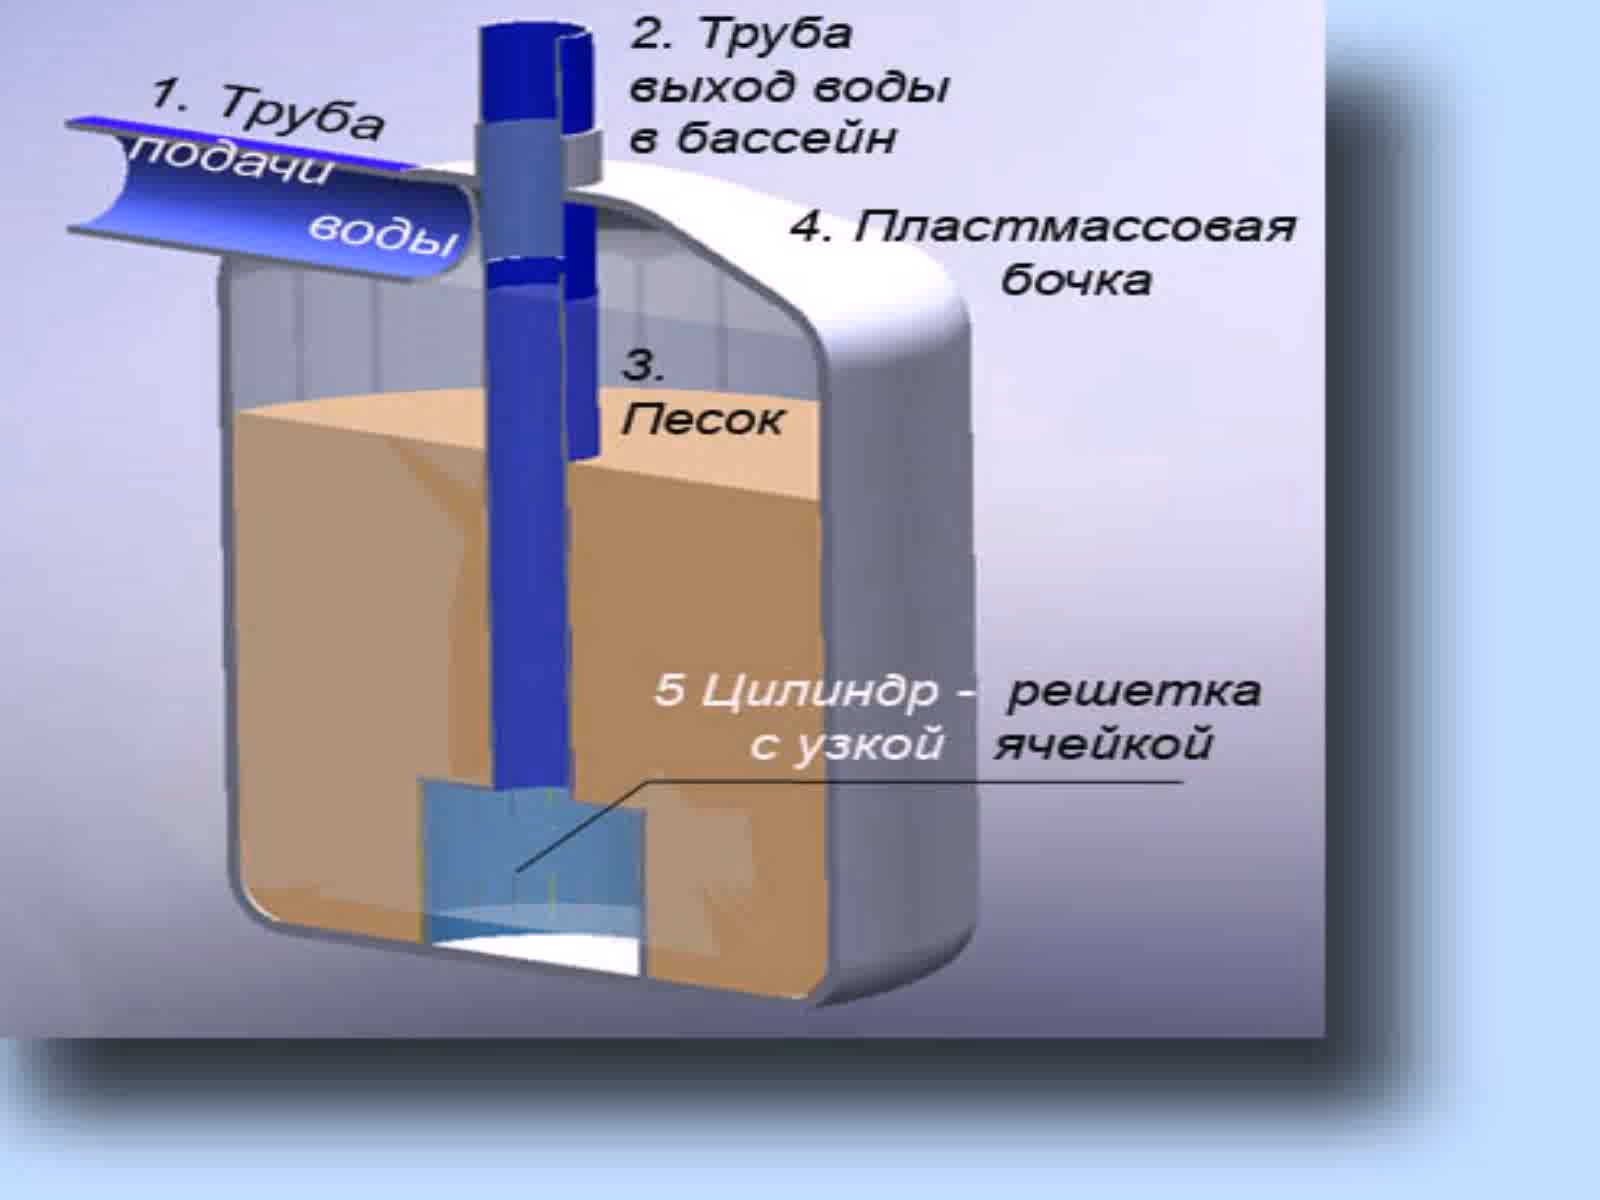 1. Труба
подачи
воды
2. Труба
выход воды
в бассейн
4. Пластмассовая
бочка
3.
Песок
5 Цилиндр - решетка
с узкой ячейкой